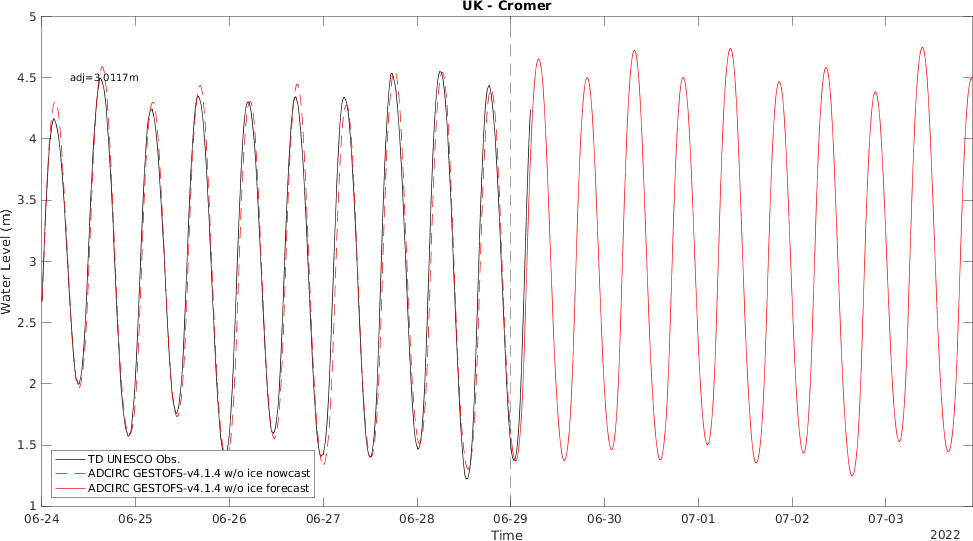 UK - Cromer
5
4.5
4
3.5
3
2.5
2
1.5
1
Water Level (m)
adj=3.0117m
TD UNESCO Obs.
ADCIRC GESTOFS-v4.1.4 w/o ice nowcast
ADCIRC GESTOFS-v4.1.4 w/o ice forecast
06-24 06-25 06-26 06-27 06-28 06-29 06-30 07-01 07-02 07-03
Time
2022